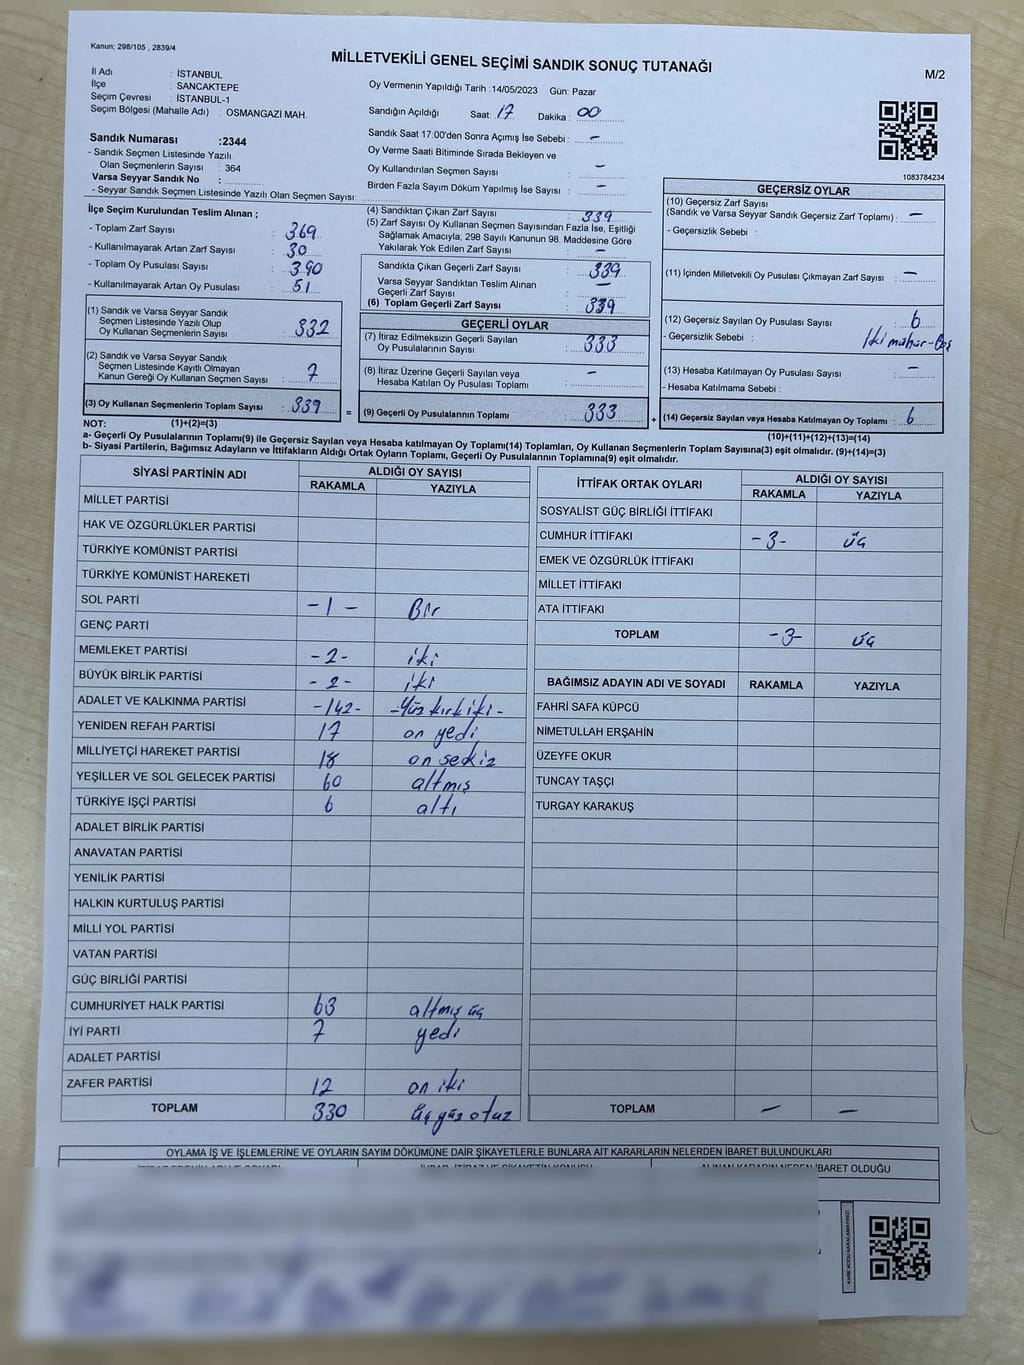 Kanun; 298/105 , 2839/4
MİLLETVEKİLİ GENEL SEÇİMİ SANDIK SONUÇ TUTANAĞI
M/2
İl Adı : İSTANBUL
İlçe : SANCAKTEPE
Seçim Çevresi : İSTANBUL-1
Seçim Bölgesi (Mahalle Adı) : OSMANGAZİ MAH.
Oy Vermenin Yapıldığı Tarih :14/05/2023 Gün: Pazar
Sandığın Açıldığı Saat: 17 Dakika : 00
Sandık Saat 17:00'den Sonra Açılmış İse Sebebi : -
Oy Verme Saati Bitiminde Sırada Bekleyen ve
Oy Kullandırılan Seçmen Sayısı : -
Birden Fazla Sayım Döküm Yapılmış İse Sayısı : -
1083784234
Sandık Numarası :2344
- Sandık Seçmen Listesinde Yazılı
Olan Seçmenlerin Sayısı : 364
Varsa Seyyar Sandık No :
- Seyyar Sandık Seçmen Listesinde Yazılı Olan Seçmen Sayısı:
İlçe Seçim Kurulundan Teslim Alınan ;
- Toplam Zarf Sayısı : 369
- Kullanılmayarak Artan Zarf Sayısı : 30
- Toplam Oy Pusulası Sayısı : 390
- Kullanılmayarak Artan Oy Pusulası : 51
(1) Sandık ve Varsa Seyyar Sandık
Seçmen Listesinde Yazılı Olup
Oy Kullanan Seçmenlerin Sayısı : 332
(2) Sandık ve Varsa Seyyar Sandık
Seçmen Listesinde Kayıtlı Olmayan
Kanun Gereği Oy Kullanan Seçmen Sayısı : 7
(3) Oy Kullanan Seçmenlerin Toplam Sayısı : 339
(4) Sandıktan Çıkan Zarf Sayısı : 339
(5) Zarf Sayısı Oy Kullanan Seçmen Sayısından Fazla İse, Eşitliği
Sağlamak Amacıyla, 298 Sayılı Kanunun 98. Maddesine Göre
Yakılarak Yok Edilen Zarf Sayısı : -
Sandıkta Çıkan Geçerli Zarf Sayısı : 339
Varsa Seyyar Sandıktan Teslim Alınan
Geçerli Zarf Sayısı : -
(6) Toplam Geçerli Zarf Sayısı : 339
GEÇERLİ OYLAR
(7) İtiraz Edilmeksizin Geçerli Sayılan
Oy Pusulalarının Sayısı : 333
(8) İtiraz Üzerine Geçerli Sayılan veya
Hesaba Katılan Oy Pusulası Toplamı : -
= (9) Geçerli Oy Pusulalarının Toplamı : 333 +
GEÇERSİZ OYLAR
(10) Geçersiz Zarf Sayısı
(Sandık ve Varsa Seyyar Sandık Geçersiz Zarf Toplamı) : -
- Geçersizlik Sebebi :
(11) İçinden Milletvekili Oy Pusulası Çıkmayan Zarf Sayısı : -
(12) Geçersiz Sayılan Oy Pusulası Sayısı : 6
- Geçersizlik Sebebi : İki mühür-Boş
(13) Hesaba Katılmayan Oy Pusulası Sayısı : -
- Hesaba Katılmama Sebebi :
(14) Geçersiz Sayılan veya Hesaba Katılmayan Oy Toplamı : 6
NOT: (1)+(2)=(3)
(10)+(11)+(12)+(13)=(14)
a- Geçerli Oy Pusulalarının Toplamı(9) ile Geçersiz Sayılan veya Hesaba katılmayan Oy Toplamı(14) Toplamları, Oy Kullanan Seçmenlerin Toplam Sayısına(3) eşit olmalıdır. (9)+(14)=(3)
b- Siyasi Partilerin, Bağımsız Adayların ve İttifakların Aldığı Ortak Oyların Toplamı, Geçerli Oy Pusulalarının Toplamına(9) eşit olmalıdır.
SİYASİ PARTİNİN ADI ALDIĞI OY SAYISI
RAKAMLA YAZIYLA
MİLLET PARTİSİ
HAK VE ÖZGÜRLÜKLER PARTİSİ
TÜRKİYE KOMÜNİST PARTİSİ
TÜRKİYE KOMÜNİST HAREKETİ
SOL PARTİ -1- Bir
GENÇ PARTİ
MEMLEKET PARTİSİ -2- iki
BÜYÜK BİRLİK PARTİSİ -2- iki
ADALET VE KALKINMA PARTİSİ -142- -Yüz kırk iki-
YENİDEN REFAH PARTİSİ 17 on yedi
MİLLİYETÇİ HAREKET PARTİSİ 18 on sekiz
YEŞİLLER VE SOL GELECEK PARTİSİ 60 altmış
TÜRKİYE İŞÇİ PARTİSİ 6 altı
ADALET BİRLİK PARTİSİ
ANAVATAN PARTİSİ
YENİLİK PARTİSİ
HALKIN KURTULUŞ PARTİSİ
MİLLİ YOL PARTİSİ
VATAN PARTİSİ
GÜÇ BİRLİĞİ PARTİSİ
CUMHURİYET HALK PARTİSİ 63 altmış üç
İYİ PARTİ 7 yedi
ADALET PARTİSİ
ZAFER PARTİSİ 12 on iki
TOPLAM 330 üç yüz otuz
İTTİFAK ORTAK OYLARI ALDIĞI OY SAYISI
RAKAMLA YAZIYLA
SOSYALİST GÜÇ BİRLİĞİ İTTİFAKI
CUMHUR İTTİFAKI -3- üç
EMEK VE ÖZGÜRLÜK İTTİFAKI
MİLLET İTTİFAKI
ATA İTTİFAKI
TOPLAM -3- üç
BAĞIMSIZ ADAYIN ADI VE SOYADI RAKAMLA YAZIYLA
FAHRİ SAFA KÜPCÜ
NİMETULLAH ERŞAHİN
ÜZEYFE OKUR
TUNCAY TAŞÇI
TURGAY KARAKUŞ
TOPLAM - -
OYLAMA İŞ VE İŞLEMLERİNE VE OYLARIN SAYIM DÖKÜMÜNE DAİR ŞİKAYETLERLE BUNLARA AİT KARARLARIN NELERDEN İBARET BULUNDUKLARI
ALINAN KARARIN NEDEN İBARET OLDUĞU